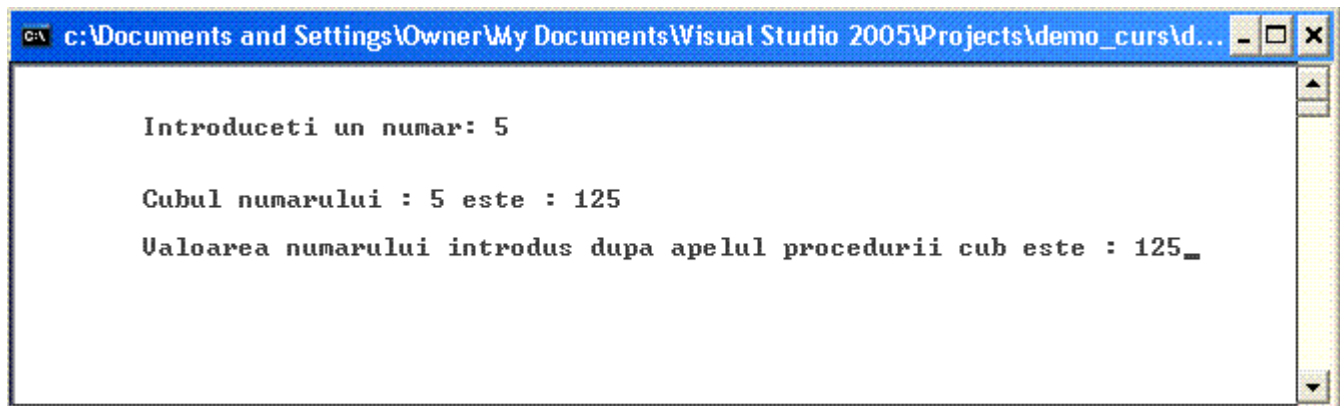 c:\Documents and Settings\Owner\My Documents\Visual Studio 2005\Projects\demo_curs\d...
Introduceti un numar: 5
Cubul numarului : 5 este : 125
Valoarea numarului introdus dupa apelul procedurii cub este : 125_